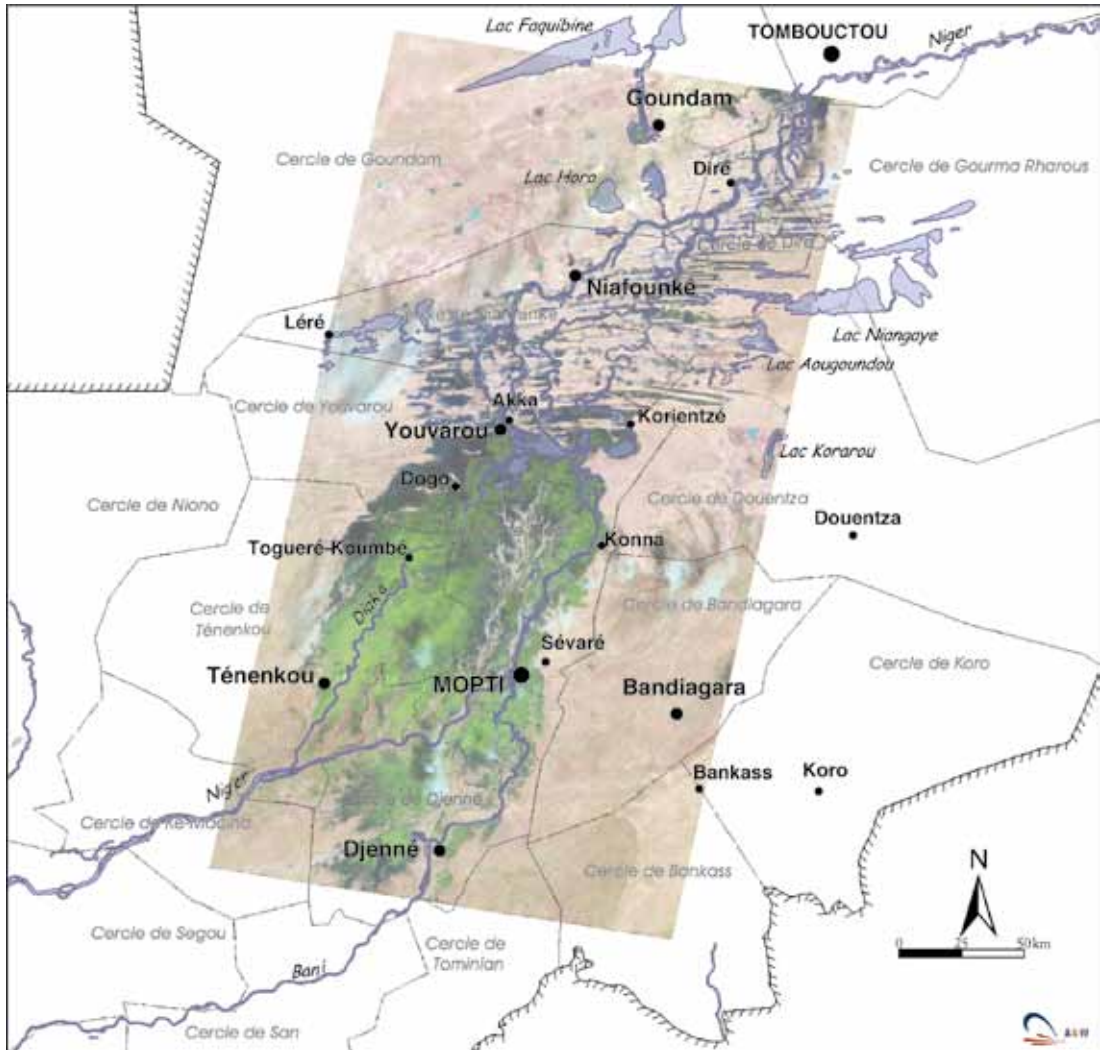 Lac Faguibine
TOMBOUCTOU
Niger
Goundam
Cercle de Goundam
Diré
Cercle de Gourma Rharous
Lac Horo
Cercle de Diré
Niafounké
Léré
Lac Niangaye
Lac Aougoundou
Cercle de Youvarou
Akka
Korientzé
Youvarou
Lac Korarou
Dogo
Cercle de Niono
Cercle de Douentza
Douentza
Togueré-Koumbé
Konna
Diaka
Cercle de
Ténenkou
Cercle de Bandiagara
Sévaré
Cercle de Koro
Ténenkou
MOPTI
Bandiagara
Niger
Bankass
Koro
Cercle de Djenné
Cercle de Ke-Macina
Djenné
Cercle de Bankass
N
Cercle de Segou
Cercle de
Tominian
0 25 50 km
Bani
Cercle de San
A&W